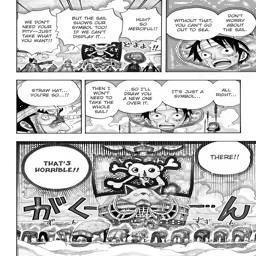 DON'T
WORRY
ABOUT
THE SAIL.
WITHOUT THAT,
YOU CAN'T GO
OUT TO SEA.
HUH?
SO
MERCIFUL!!
BUT THE SAIL
SHOWS OUR
SYMBOL TOO!
IF WE CAN'T
DISPLAY IT...
WE DON'T
NEED YOUR
PITY--JUST
TAKE WHAT
YOU WANT!!
ALL
RIGHT...
IT'S JUST A
SYMBOL...
...SO I'LL
DRAW YOU
A NEW ONE
OVER IT.
THEN I
WON'T
NEED TO
TAKE THE
WHOLE
SAIL!
STRAW HAT...
YOU'RE SO...!!
THERE!!
THAT'S
HORRIBLE!!
がくーーん